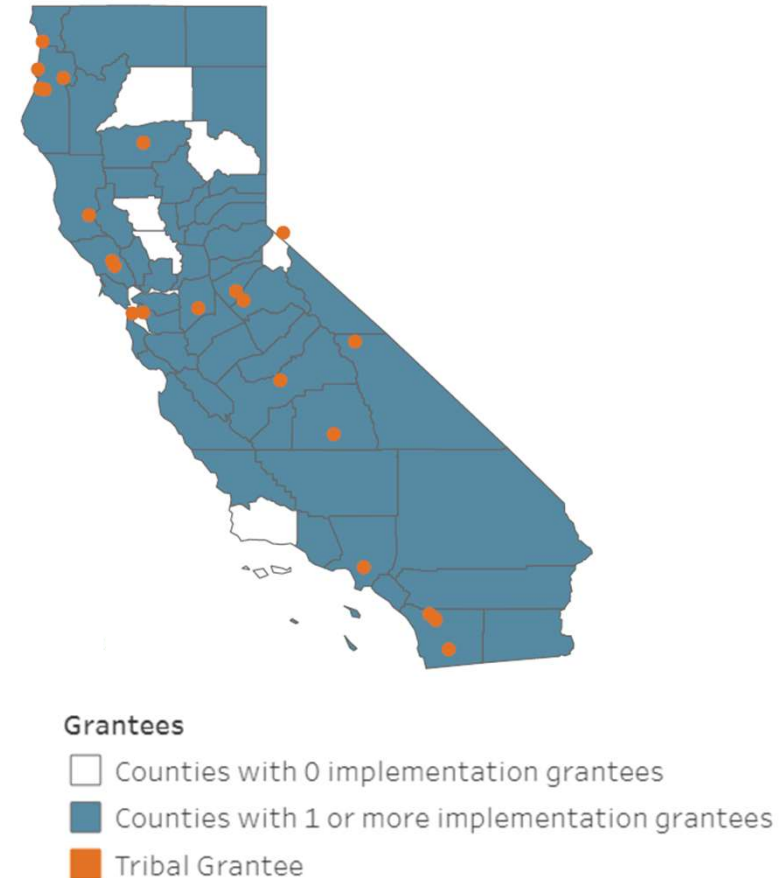 Grantees
Counties with 0 implementation grantees
Counties with 1 or more implementation grantees
Tribal Grantee